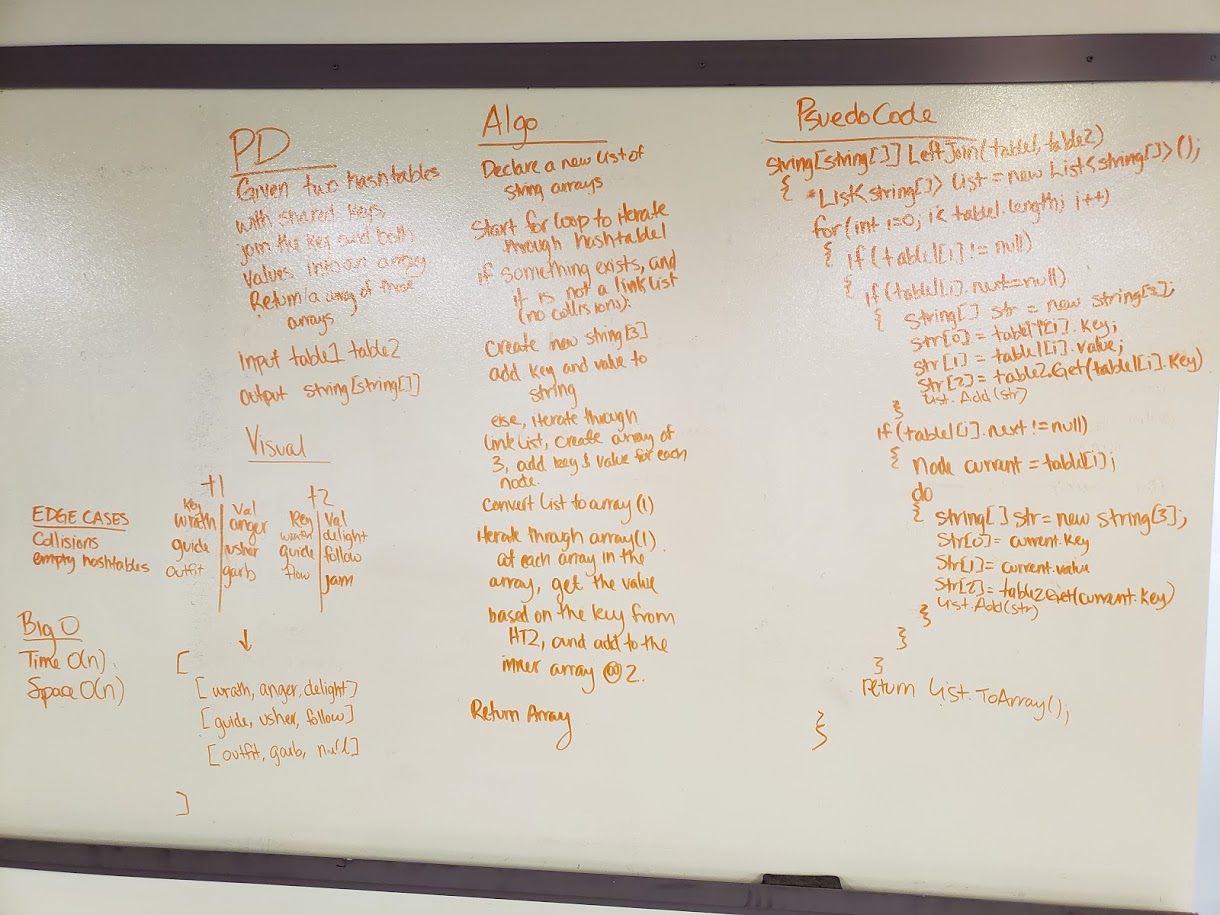 PD
Given two hashtables
with shared keys
join the key and both
values into an array
Return a array of those
arrays
Input table1 table2
output string[string[]]
Visual
t1
Key Val
wrath anger
guide usher
outfit garb
t2
Key Val
wrath delight
guide follow
flow jam
[
[wrath, anger, delight]
[guide, usher, follow]
[outfit, garb, null]
]
EDGE CASES
Collisions
empty hashtables
Big O
Time O(n)
Space O(n)
Algo
Declare a new list of
string arrays
Start for loop to iterate
through hashtable1
if something exists, and
it is not a link list
(no collisions):
Create new string[3]
add key and value to
string
else, iterate through
linklist, create array of
3, add key & value for each
node.
Convert list to array(1)
Iterate through array(1)
at each array in the
array, get the value
based on the key from
HT2, and add to the
inner array @ 2.
Return Array
PsuedoCode
String[string[]] LeftJoin(table1, table2)
{ List<string[]> list = new List<string[]>();
for(int i=0; i< table1.length; i++)
{ if (table1[i] != null)
{ if(table1[i].next==null)
{ String[] str = new string[3];
str[0] = table1[i].key;
str[1] = table1[i].value;
str[2] = table2.Get(table1[i].key)
list.Add(str)
}
if (table1[i].next != null)
{ Node current = table[i];
do
{ string[] str = new string[3];
str[0] = current.key
str[1] = current.value
str[2] = table2.get(current.key)
list.Add(str)
}
}
}
return list.ToArray();
}